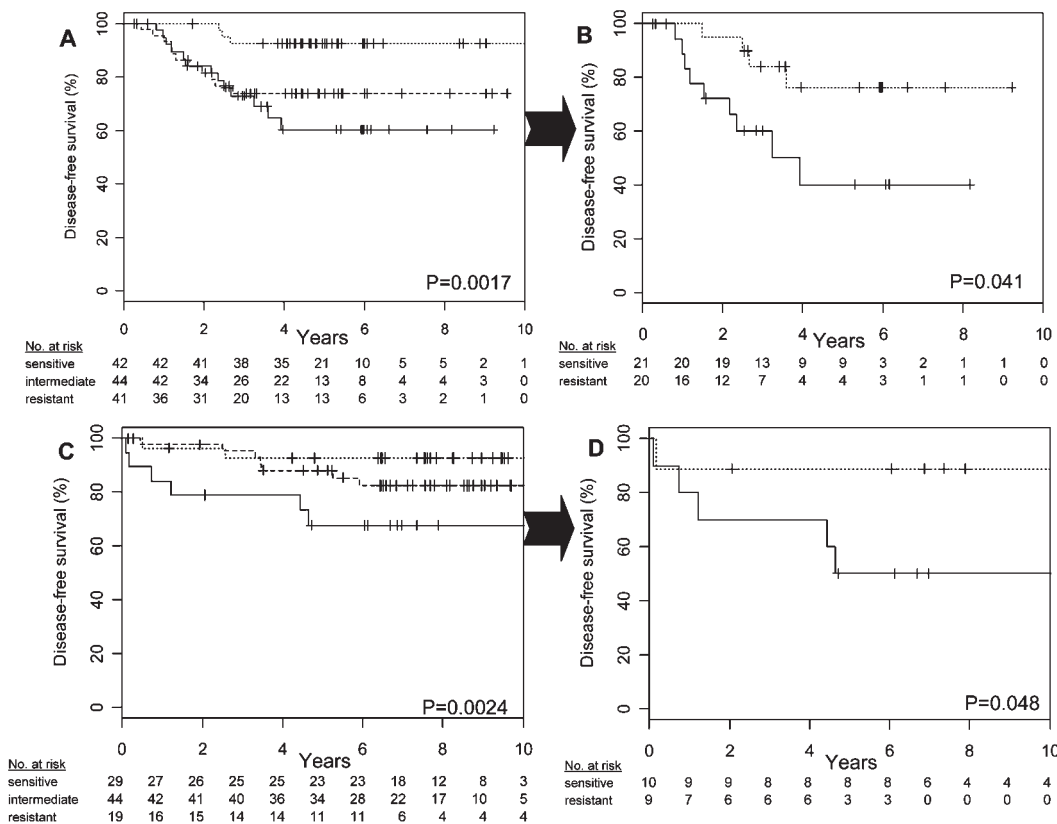 A
Disease-free survival (%)
100
80
60
40
20
0
P=0.0017
0 2 4 6 8 10
Years
No. at risk
sensitive 42 42 41 38 35 21 10 5 5 2 1
intermediate 44 42 34 26 22 13 8 4 4 3 0
resistant 41 36 31 20 13 13 6 3 2 1 0
B
Disease-free survival (%)
100
80
60
40
20
0
P=0.041
0 2 4 6 8 10
Years
No. at risk
sensitive 21 20 19 13 9 9 3 2 1 1 0
resistant 20 16 12 7 4 4 3 1 1 0 0
C
Disease-free survival (%)
100
80
60
40
20
0
P=0.0024
0 2 4 6 8 10
Years
No. at risk
sensitive 29 27 26 25 25 23 23 18 12 8 3
intermediate 44 42 41 40 36 34 28 22 17 10 5
resistant 19 16 15 14 14 11 11 6 4 4 4
D
Disease-free survival (%)
100
80
60
40
20
0
P=0.048
0 2 4 6 8 10
Years
No. at risk
sensitive 10 9 9 8 8 8 8 6 4 4 4
resistant 9 7 6 6 6 3 3 0 0 0 0